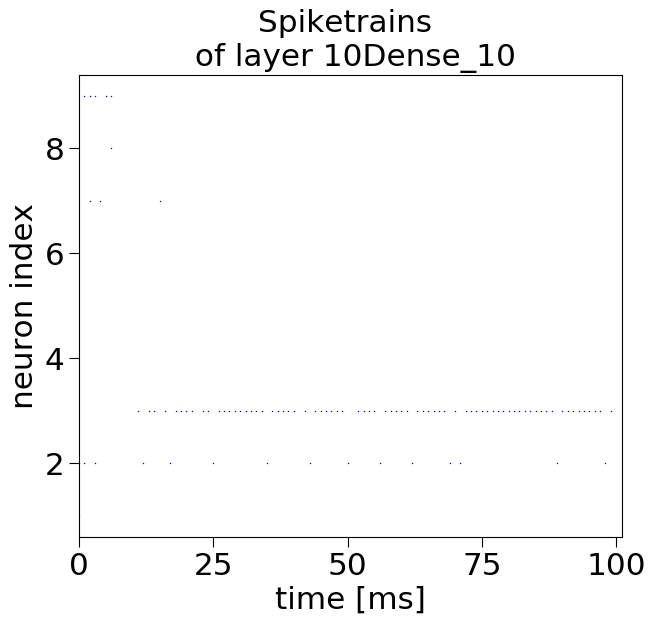 Spiketrains
of layer 10Dense_10
neuron index
8
6
4
2
0 25 50 75 100
time [ms]